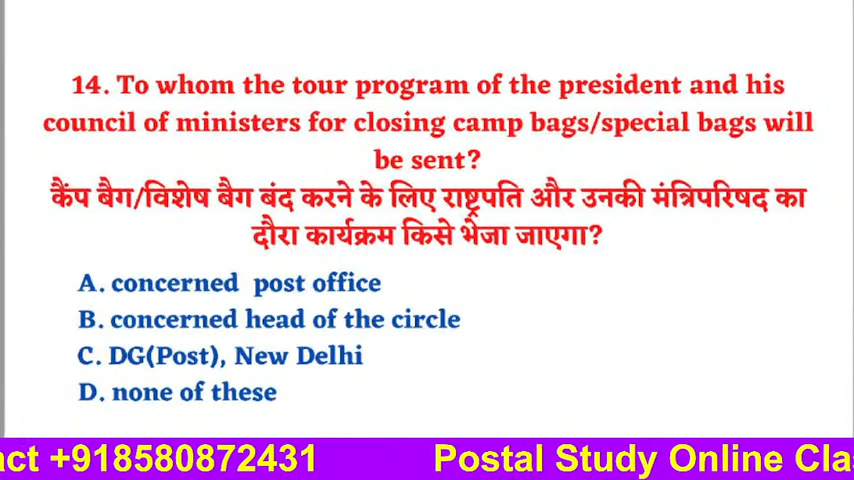 14. To whom the tour program of the president and his
council of ministers for closing camp bags/special bags will
be sent?
कैंप बैग/विशेष बैग बंद करने के लिए राष्ट्रपति और उनकी मंत्रिपरिषद का
दौरा कार्यक्रम किसे भेजा जाएगा?
A. concerned post office
B. concerned head of the circle
C. DG(Post), New Delhi
D. none of these
act +918580872431 Postal Study Online Clas